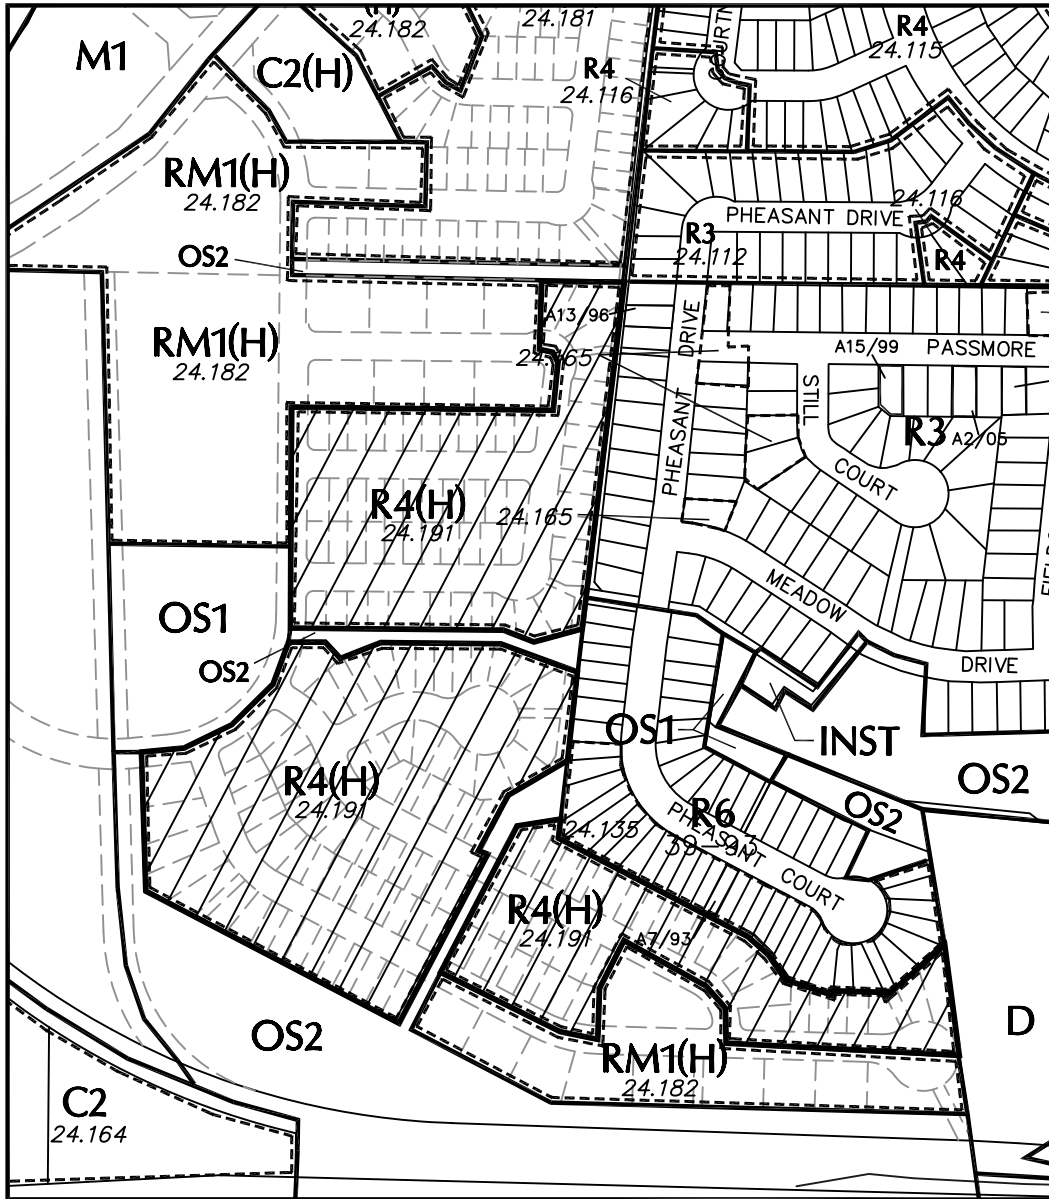 (H)
24.182
24.181
M1
C2(H)
R4
24.116
R4
24.115
RM1(H)
24.182
24.116
PHEASANT DRIVE
OS2
R3
24.112
R4
A13/96
PHEASANT DRIVE
A15/99
PASSMORE
RM1(H)
24.182
24.165
STILL COURT
R3
A2/05
R4(H)
24.191
24.165
MEADOW DRIVE
OS1
OS2
OS1
INST
OS2
R4(H)
24.191
OS2
R6
24.135
PHEASANT COURT
R4(H)
24.191
A7/93
OS2
RM1(H)
24.182
D
C2
24.164